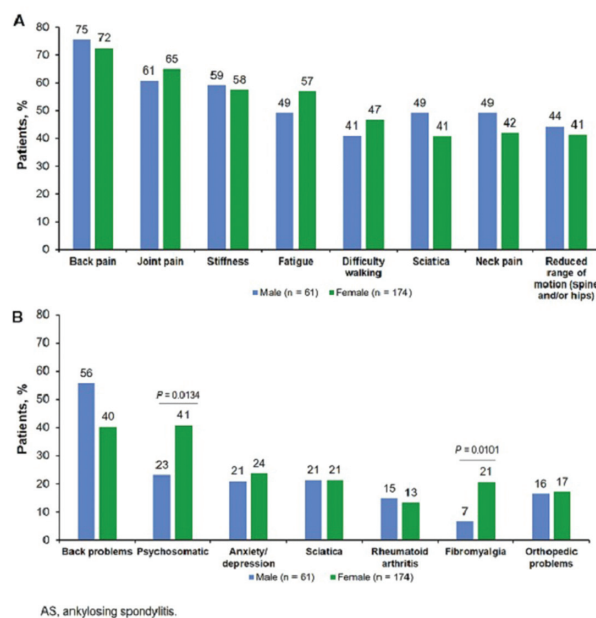 A
Patients, %
80
70
60
50
40
30
20
10
0
75
72
61
65
59
58
49
57
41
47
49
41
49
42
44
41
Back pain
Joint pain
Stiffness
Fatigue
Difficulty
walking
Sciatica
Neck pain
Reduced
range of
motion (spine
and/or hips)
Male (n = 61)
Female (n = 174)
B
Patients, %
80
70
60
50
40
30
20
10
0
56
40
P = 0.0134
23
41
21
24
21
21
15
13
P = 0.0101
7
21
16
17
Back problems
Psychosomatic
Anxiety/
depression
Sciatica
Rheumatoid
arthritis
Fibromyalgia
Orthopedic
problems
Male (n = 61)
Female (n = 174)
AS, ankylosing spondylitis.